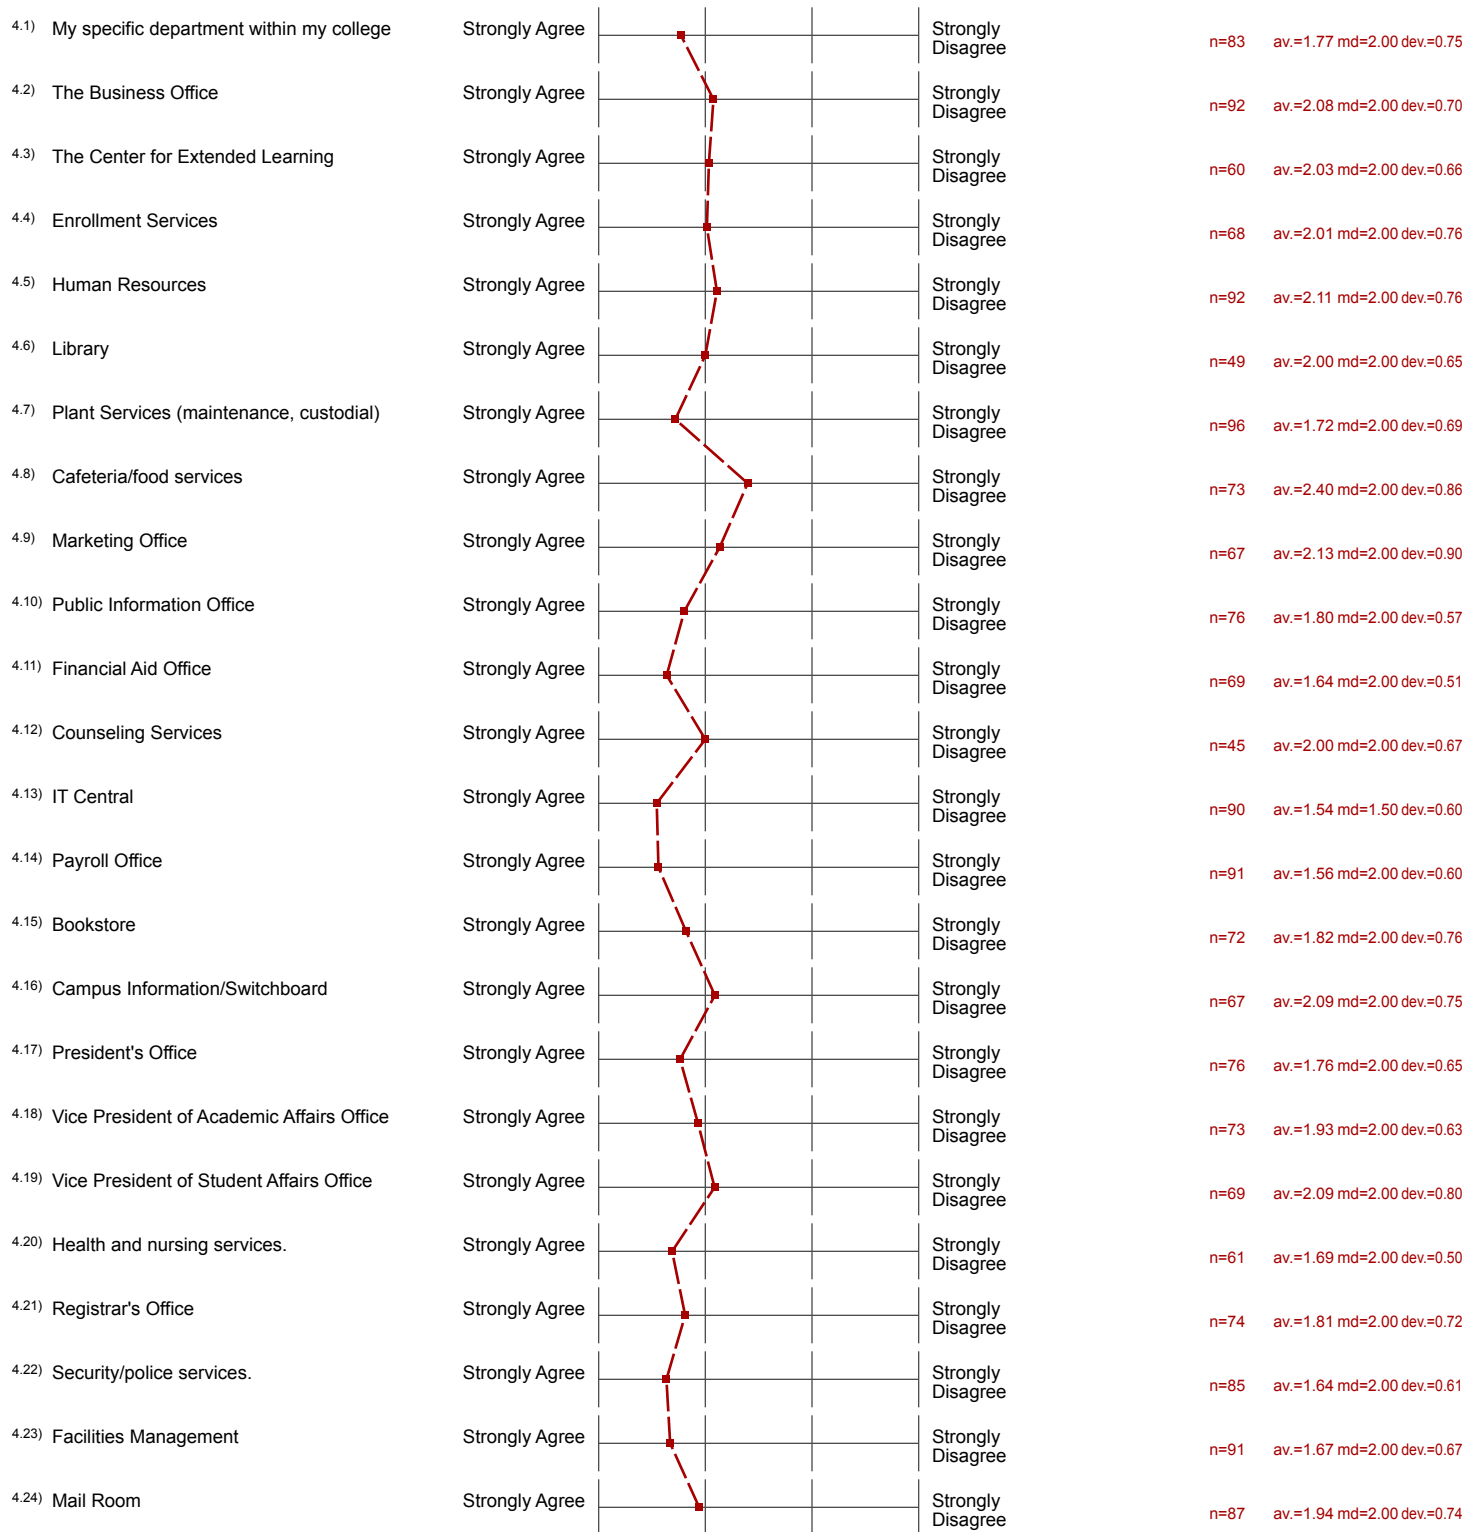 4.1) My specific department within my college Strongly Agree Strongly Disagree n=83 av.=1.77 md=2.00 dev.=0.75
4.2) The Business Office Strongly Agree Strongly Disagree n=92 av.=2.08 md=2.00 dev.=0.70
4.3) The Center for Extended Learning Strongly Agree Strongly Disagree n=60 av.=2.03 md=2.00 dev.=0.66
4.4) Enrollment Services Strongly Agree Strongly Disagree n=68 av.=2.01 md=2.00 dev.=0.76
4.5) Human Resources Strongly Agree Strongly Disagree n=92 av.=2.11 md=2.00 dev.=0.76
4.6) Library Strongly Agree Strongly Disagree n=49 av.=2.00 md=2.00 dev.=0.65
4.7) Plant Services (maintenance, custodial) Strongly Agree Strongly Disagree n=96 av.=1.72 md=2.00 dev.=0.69
4.8) Cafeteria/food services Strongly Agree Strongly Disagree n=73 av.=2.40 md=2.00 dev.=0.86
4.9) Marketing Office Strongly Agree Strongly Disagree n=67 av.=2.13 md=2.00 dev.=0.90
4.10) Public Information Office Strongly Agree Strongly Disagree n=76 av.=1.80 md=2.00 dev.=0.57
4.11) Financial Aid Office Strongly Agree Strongly Disagree n=69 av.=1.64 md=2.00 dev.=0.51
4.12) Counseling Services Strongly Agree Strongly Disagree n=45 av.=2.00 md=2.00 dev.=0.67
4.13) IT Central Strongly Agree Strongly Disagree n=90 av.=1.54 md=1.50 dev.=0.60
4.14) Payroll Office Strongly Agree Strongly Disagree n=91 av.=1.56 md=2.00 dev.=0.60
4.15) Bookstore Strongly Agree Strongly Disagree n=72 av.=1.82 md=2.00 dev.=0.76
4.16) Campus Information/Switchboard Strongly Agree Strongly Disagree n=67 av.=2.09 md=2.00 dev.=0.75
4.17) President's Office Strongly Agree Strongly Disagree n=76 av.=1.76 md=2.00 dev.=0.65
4.18) Vice President of Academic Affairs Office Strongly Agree Strongly Disagree n=73 av.=1.93 md=2.00 dev.=0.63
4.19) Vice President of Student Affairs Office Strongly Agree Strongly Disagree n=69 av.=2.09 md=2.00 dev.=0.80
4.20) Health and nursing services. Strongly Agree Strongly Disagree n=61 av.=1.69 md=2.00 dev.=0.50
4.21) Registrar's Office Strongly Agree Strongly Disagree n=74 av.=1.81 md=2.00 dev.=0.72
4.22) Security/police services. Strongly Agree Strongly Disagree n=85 av.=1.64 md=2.00 dev.=0.61
4.23) Facilities Management Strongly Agree Strongly Disagree n=91 av.=1.67 md=2.00 dev.=0.67
4.24) Mail Room Strongly Agree Strongly Disagree n=87 av.=1.94 md=2.00 dev.=0.74